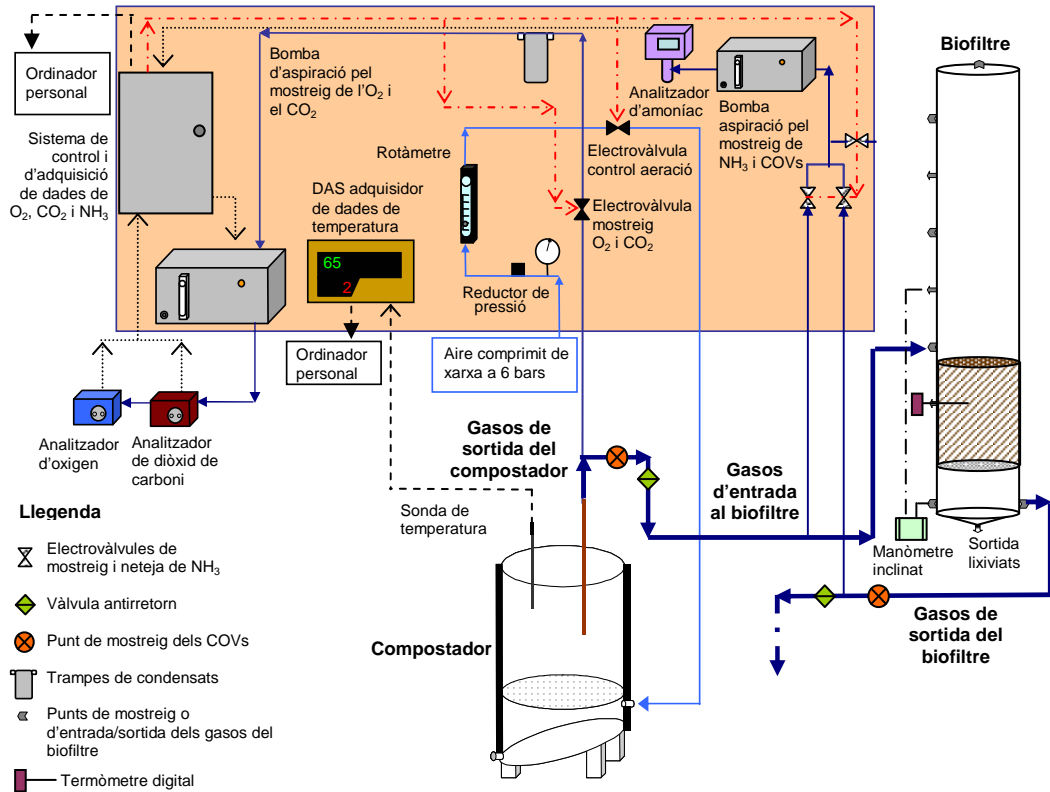 Ordinador
personal
Sistema de
control i
d'adquisició
de dades de
O2, CO2 i NH3
Bomba
d'aspiració pel
mostreig de l'O2 i
el CO2
Analitzador
d'amoníac
Bomba
aspiració pel
mostreig de
NH3 i COVs
Biofiltre
Rotàmetre
Electrovàlvula
control aeració
DAS adquisidor
de dades de
temperatura
65
2
Electrovàlvula
mostreig
O2 i CO2
Reductor de
pressió
Ordinador
personal
Aire comprimit de
xarxa a 6 bars
Analitzador
d'oxigen
Analitzador
de diòxid de
carboni
Gasos de
sortida del
compostador
Gasos
d'entrada
al biofiltre
Sonda de
temperatura
Manòmetre
inclinat
Sortida
lixiviats
Compostador
Gasos de
sortida del
biofiltre
Llegenda
Electrovàlvules de
mostreig i neteja de NH3
Vàlvula antirretorn
Punt de mostreig dels COVs
Trampes de condensats
Punts de mostreig o
d'entrada/sortida dels gasos del
biofiltre
Termòmetre digital